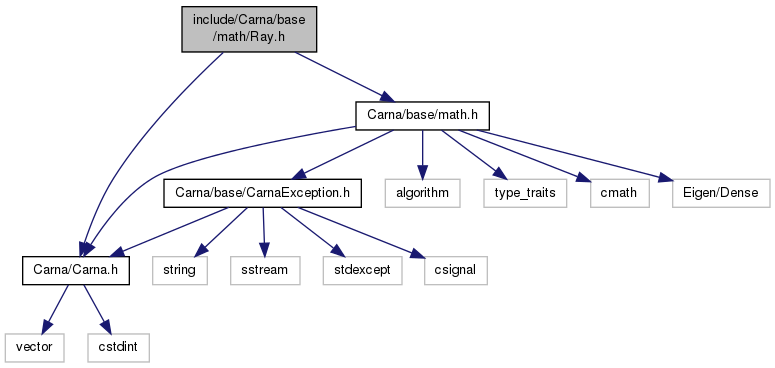 include/Carna/base
/math/Ray.h
Carna/base/math.h
Carna/base/CarnaException.h
algorithm
type_traits
cmath
Eigen/Dense
Carna/Carna.h
string
sstream
stdexcept
csignal
vector
cstdint